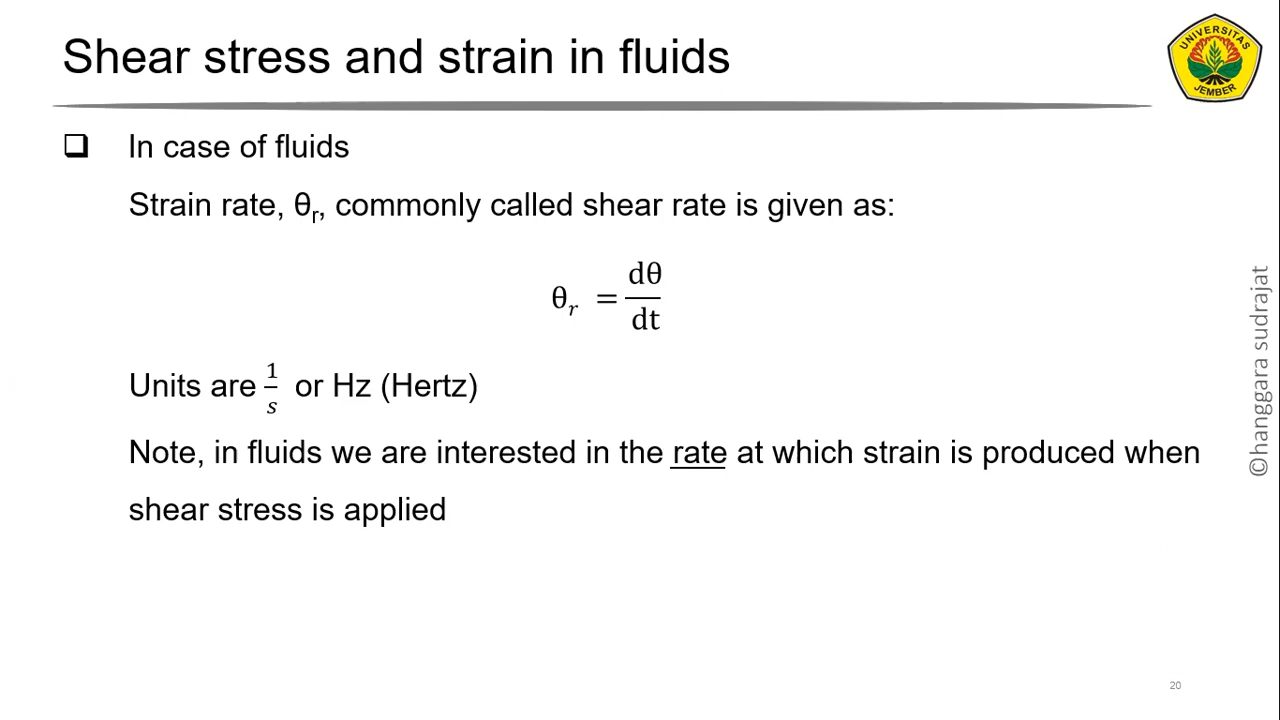 Shear stress and strain in fluids
UNIVERSITAS
JEMBER
❑ In case of fluids
Strain rate, θr, commonly called shear rate is given as:
θr = dθ/dt
Units are 1/s or Hz (Hertz)
Note, in fluids we are interested in the rate at which strain is produced when
shear stress is applied
©hanggara sudrajat
20